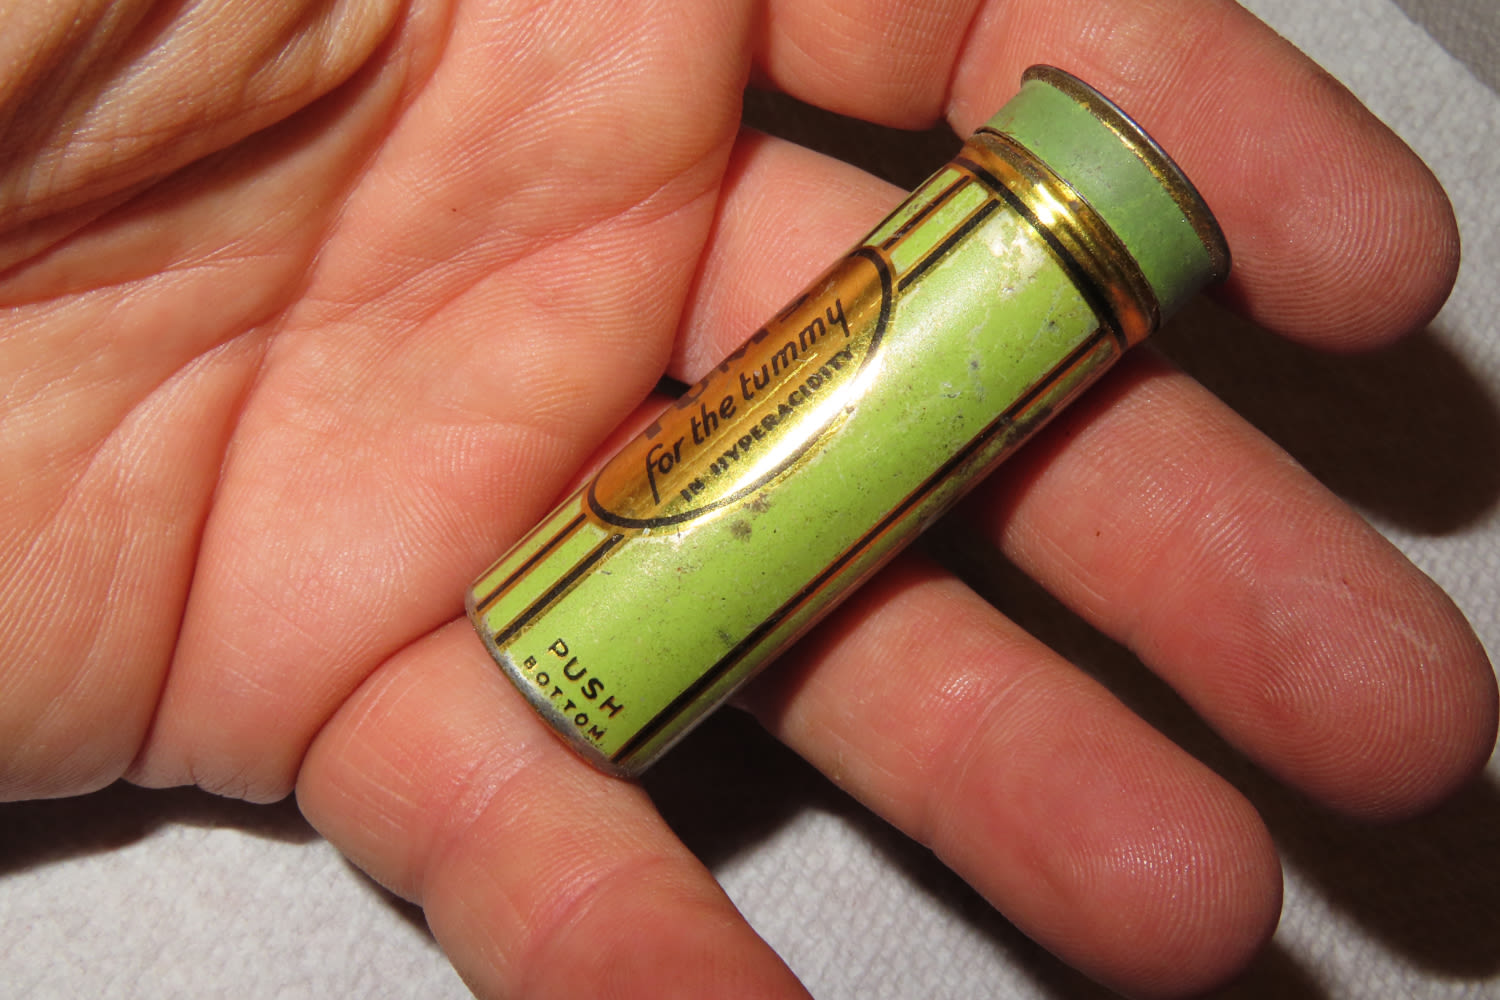 for the tummy
IN HYPERACIDITY
PUSH
BOTTOM